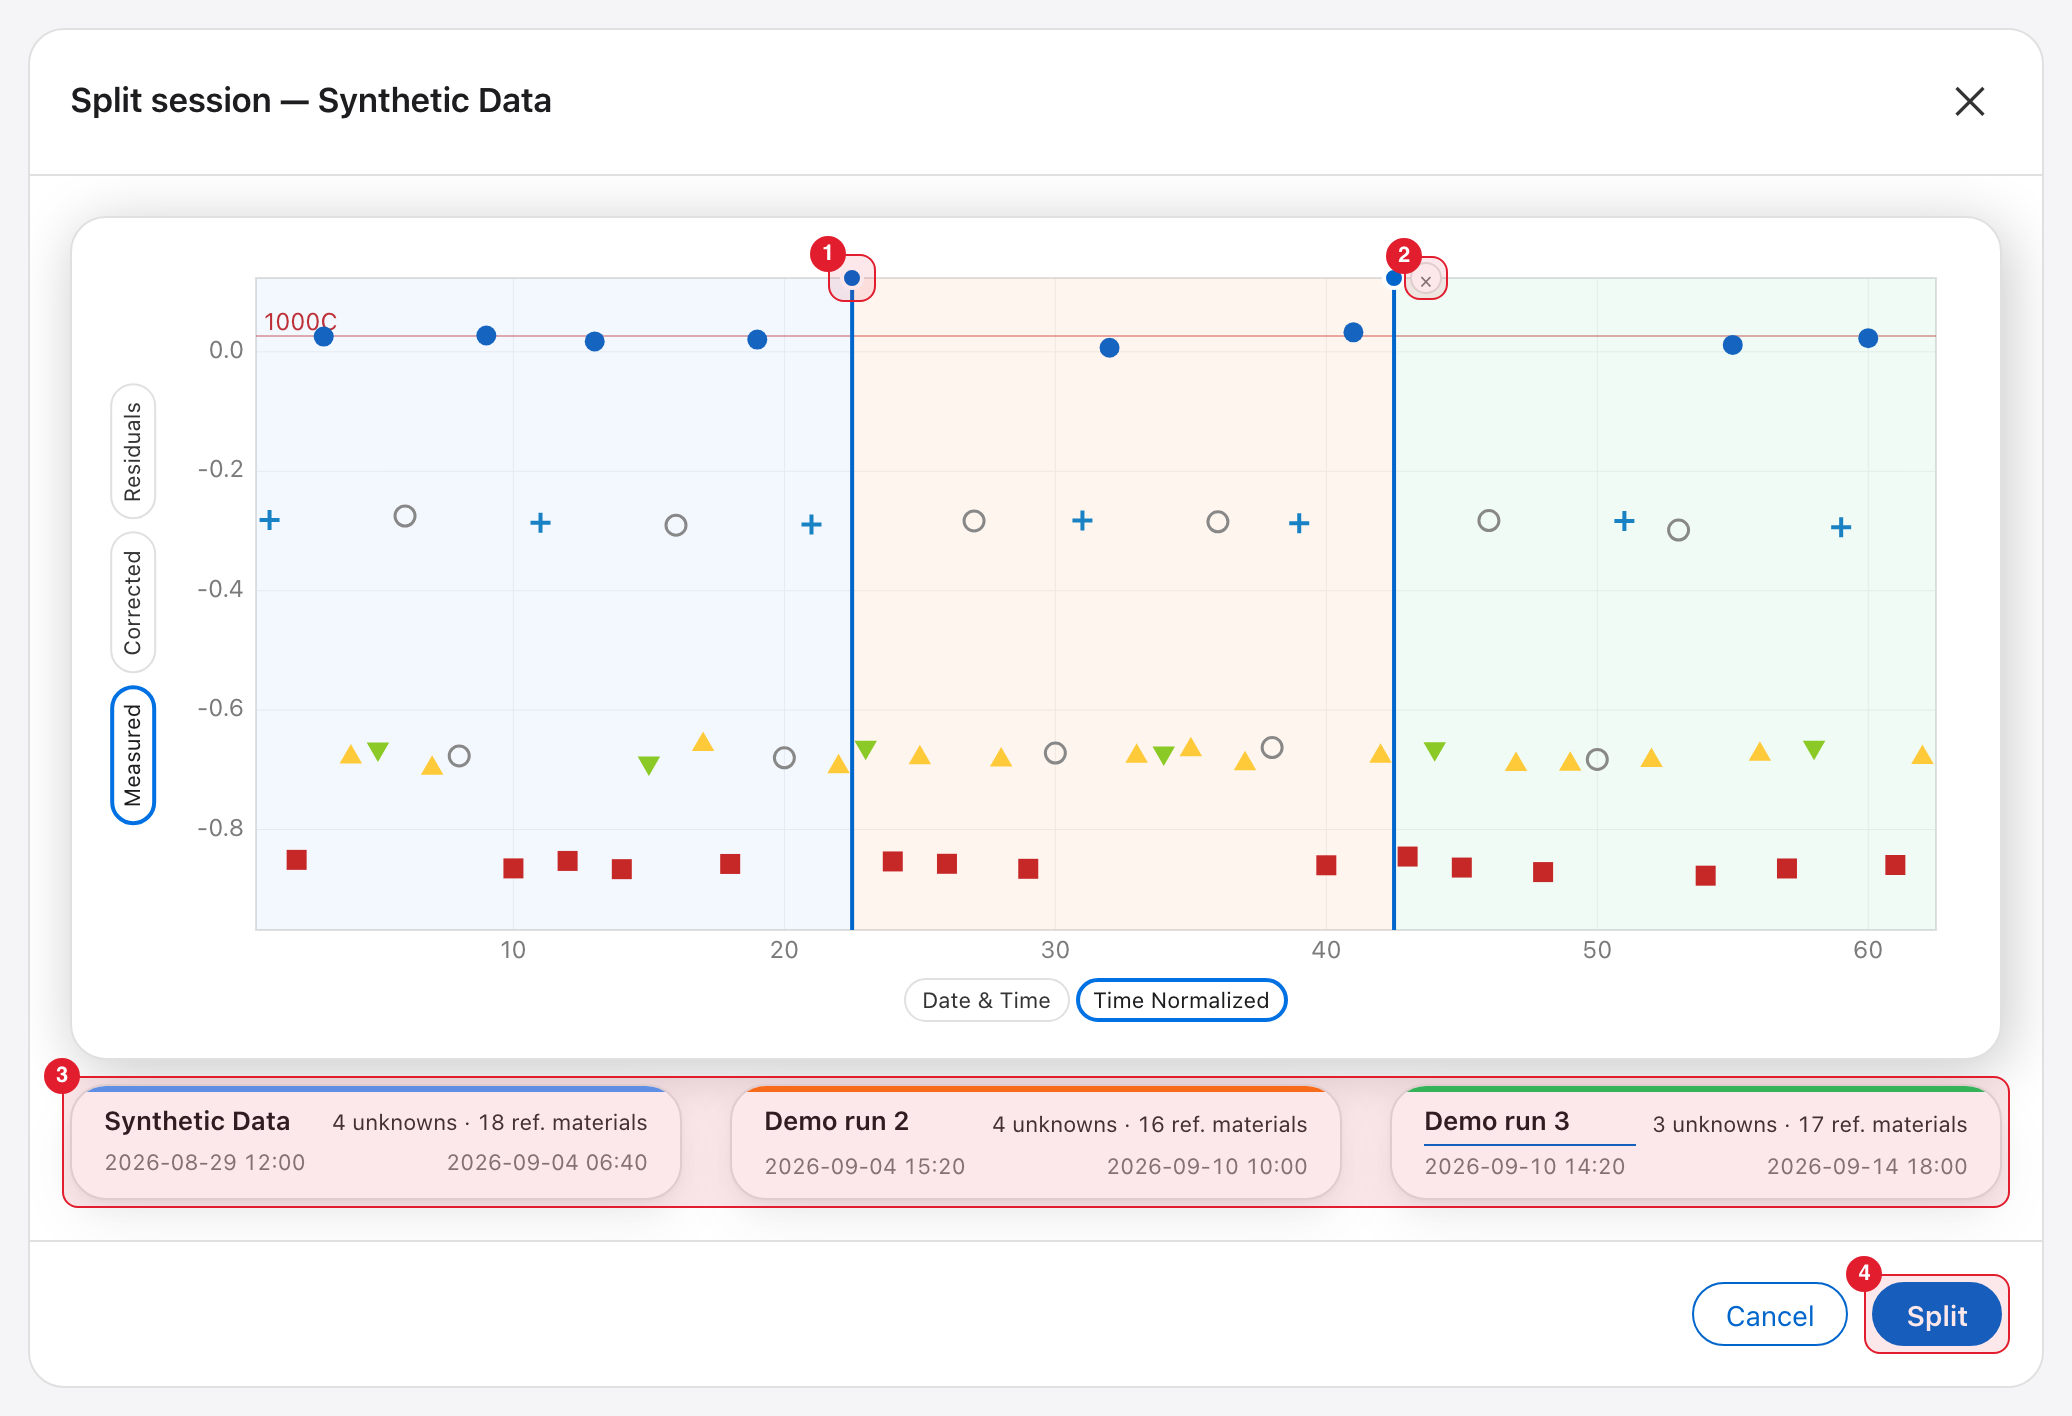 Split session — Synthetic Data
1
2
1000C
0.0
-0.2
-0.4
-0.6
-0.8
Residuals
Corrected
Measured
10 20 30 40 50 60
Date & Time Time Normalized
3
Synthetic Data 4 unknowns · 18 ref. materials
2026-08-29 12:00 2026-09-04 06:40
Demo run 2 4 unknowns · 16 ref. materials
2026-09-04 15:20 2026-09-10 10:00
Demo run 3 3 unknowns · 17 ref. materials
2026-09-10 14:20 2026-09-14 18:00
4
Cancel Split